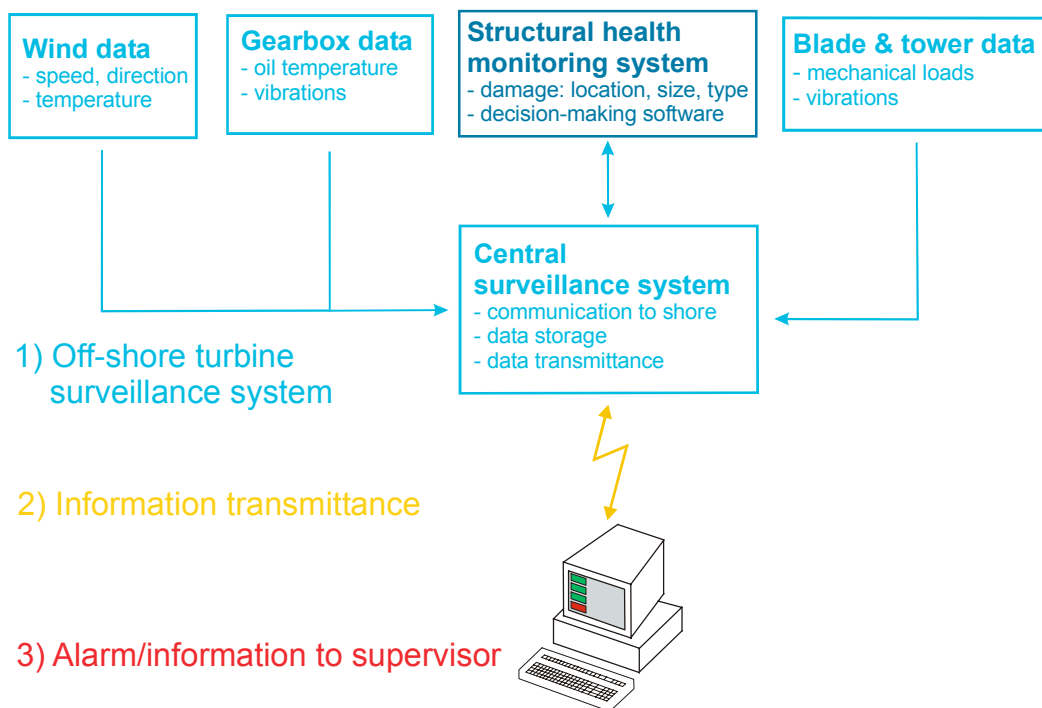 Wind data
- speed, direction
- temperature
Gearbox data
- oil temperature
- vibrations
Structural health
monitoring system
- damage: location, size, type
- decision-making software
Blade & tower data
- mechanical loads
- vibrations
Central
surveillance system
- communication to shore
- data storage
- data transmittance
1) Off-shore turbine
surveillance system
2) Information transmittance
3) Alarm/information to supervisor